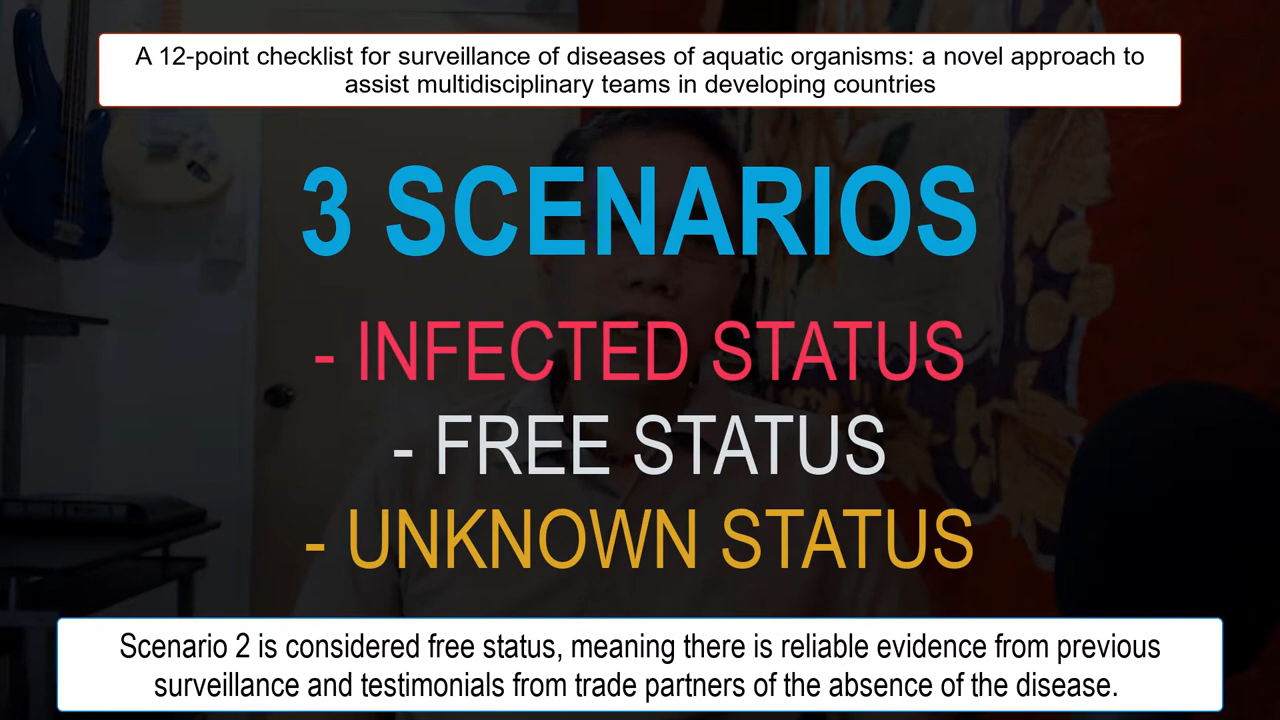 A 12-point checklist for surveillance of diseases of aquatic organisms: a novel approach to
assist multidisciplinary teams in developing countries
3 SCENARIOS
- INFECTED STATUS
- FREE STATUS
- UNKNOWN STATUS
Scenario 2 is considered free status, meaning there is reliable evidence from previous
surveillance and testimonials from trade partners of the absence of the disease.